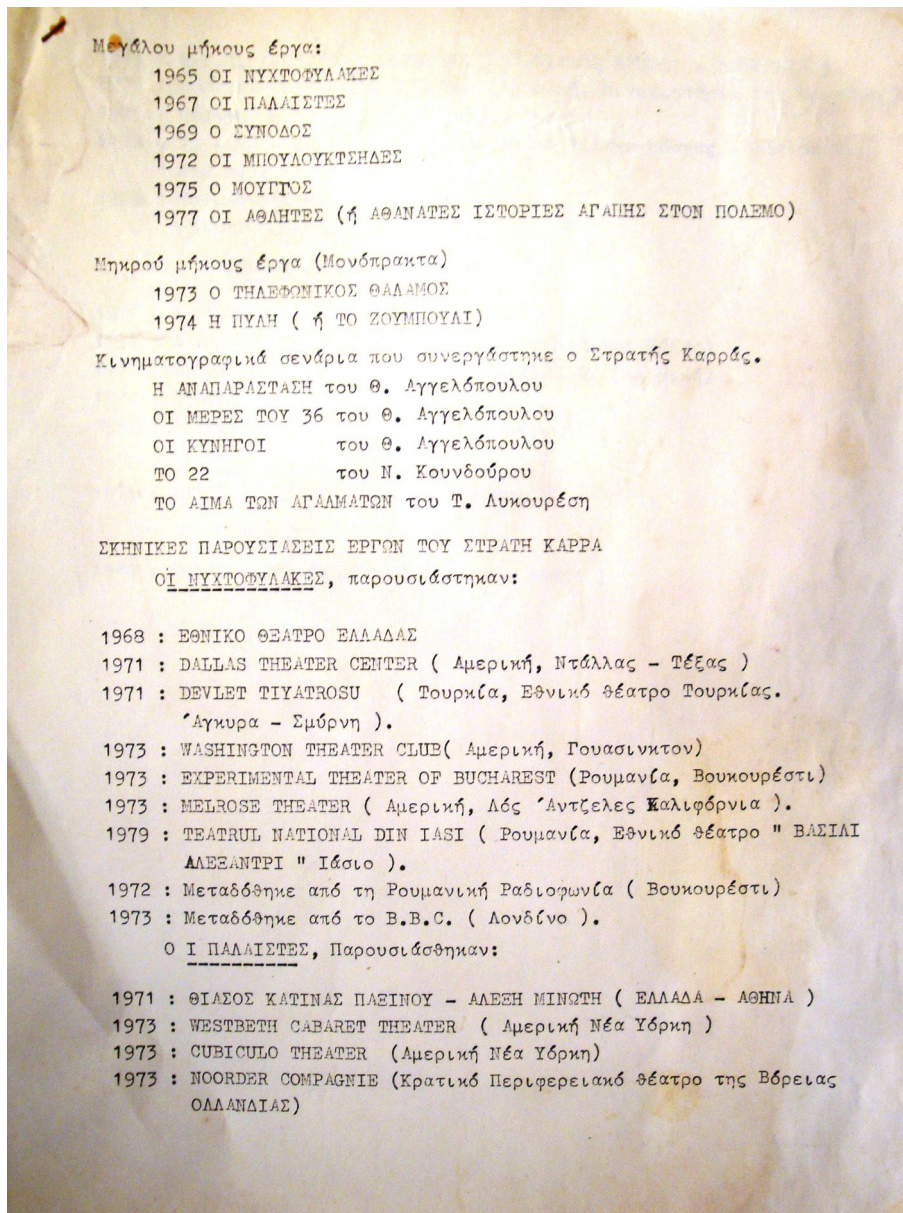 Μεγάλου μήκους έργα:
1965 ΟΙ ΝΥΧΤΟΦΥΛΑΚΕΣ
1967 ΟΙ ΠΑΛΑΙΣΤΕΣ
1969 Ο ΣΥΝΟΔΟΣ
1972 ΟΙ ΜΠΟΥΛΟΥΚΤΣΗΔΕΣ
1975 Ο ΜΟΥΓΓΟΣ
1977 ΟΙ ΑΘΛΗΤΕΣ (ή ΑΘΑΝΑΤΕΣ ΙΣΤΟΡΙΕΣ ΑΓΑΠΗΣ ΣΤΟΝ ΠΟΛΕΜΟ)
Μηκρού μήκους έργα (Μονόπρακτα)
1973 Ο ΤΗΛΕΦΩΝΙΚΟΣ ΘΑΛΑΜΟΣ
1974 Η ΠΥΛΗ ( ή ΤΟ ΖΟΥΜΠΟΥΛΙ)
Κινηματογραφικά σενάρια που συνεργάστηκε ο Στρατής Καρράς.
Η ΑΝΑΠΑΡΑΣΤΑΣΗ του Θ. Αγγελόπουλου
ΟΙ ΜΕΡΕΣ ΤΟΥ 36 του Θ. Αγγελόπουλου
ΟΙ ΚΥΝΗΓΟΙ του Θ. Αγγελόπουλου
ΤΟ 22 του Ν. Κουνδούρου
ΤΟ ΑΙΜΑ ΤΩΝ ΑΓΑΛΜΑΤΩΝ του Τ. Λυκουρέση
ΣΚΗΝΙΚΕΣ ΠΑΡΟΥΣΙΑΣΕΙΣ ΕΡΓΩΝ ΤΟΥ ΣΤΡΑΤΗ ΚΑΡΡΑ
ΟΙ ΝΥΧΤΟΦΥΛΑΚΕΣ, παρουσιάστηκαν:
1968 : ΕΘΝΙΚΟ ΘΕΑΤΡΟ ΕΛΛΑΔΑΣ
1971 : DALLAS THEATER CENTER ( Αμερική, Ντάλλας - Τέξας )
1971 : DEVLET TIYATROSU ( Τουρκία, Εθνικό θέατρο Τουρκίας.
Άγκυρα - Σμύρνη ).
1973 : WASHINGTON THEATER CLUB( Αμερική, Γουασινκτον)
1973 : EXPERIMENTAL THEATER OF BUCHAREST (Ρουμανία, Βουκουρέστι)
1973 : MELROSE THEATER ( Αμερική, Λός Άντζελες Καλιφόρνια ).
1979 : TEATRUL NATIONAL DIN IASI ( Ρουμανία, Εθνικό θέατρο " ΒΑΣΙΛΙ
ΑΛΕΞΑΝΤΡΙ " Ιάσιο ).
1972 : Μεταδόθηκε από τη Ρουμανική Ραδιοφωνία ( Βουκουρέστι)
1973 : Μεταδόθηκε από το B.B.C. ( Λονδίνο ).
Ο Ι ΠΑΛΑΙΣΤΕΣ, Παρουσιάσθηκαν:
1971 : ΘΙΑΣΟΣ ΚΑΤΙΝΑΣ ΠΑΞΙΝΟΥ - ΑΛΕΞΗ ΜΙΝΩΤΗ ( ΕΛΛΑΔΑ - ΑΘΗΝΑ )
1973 : WESTBETH CABARET THEATER ( Αμερική Νέα Υόρκη )
1973 : CUBICULO THEATER (Αμερική Νέα Υόρκη)
1973 : NOORDER COMPAGNIE (Κρατικό Περιφερειακό θέατρο της Βόρειας
ΟΛΛΑΝΔΙΑΣ)